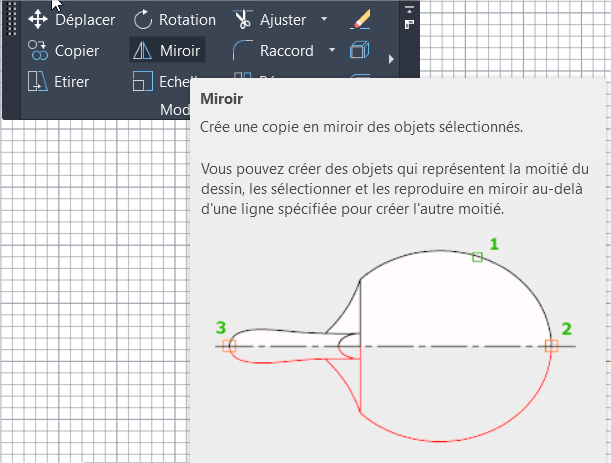 Déplacer Rotation Ajuster
Copier Miroir Raccord
Etirer
Miroir
Crée une copie en miroir des objets sélectionnés.
Vous pouvez créer des objets qui représentent la moitié du
dessin, les sélectionner et les reproduire en miroir au-delà
d'une ligne spécifiée pour créer l'autre moitié.
1
3 2